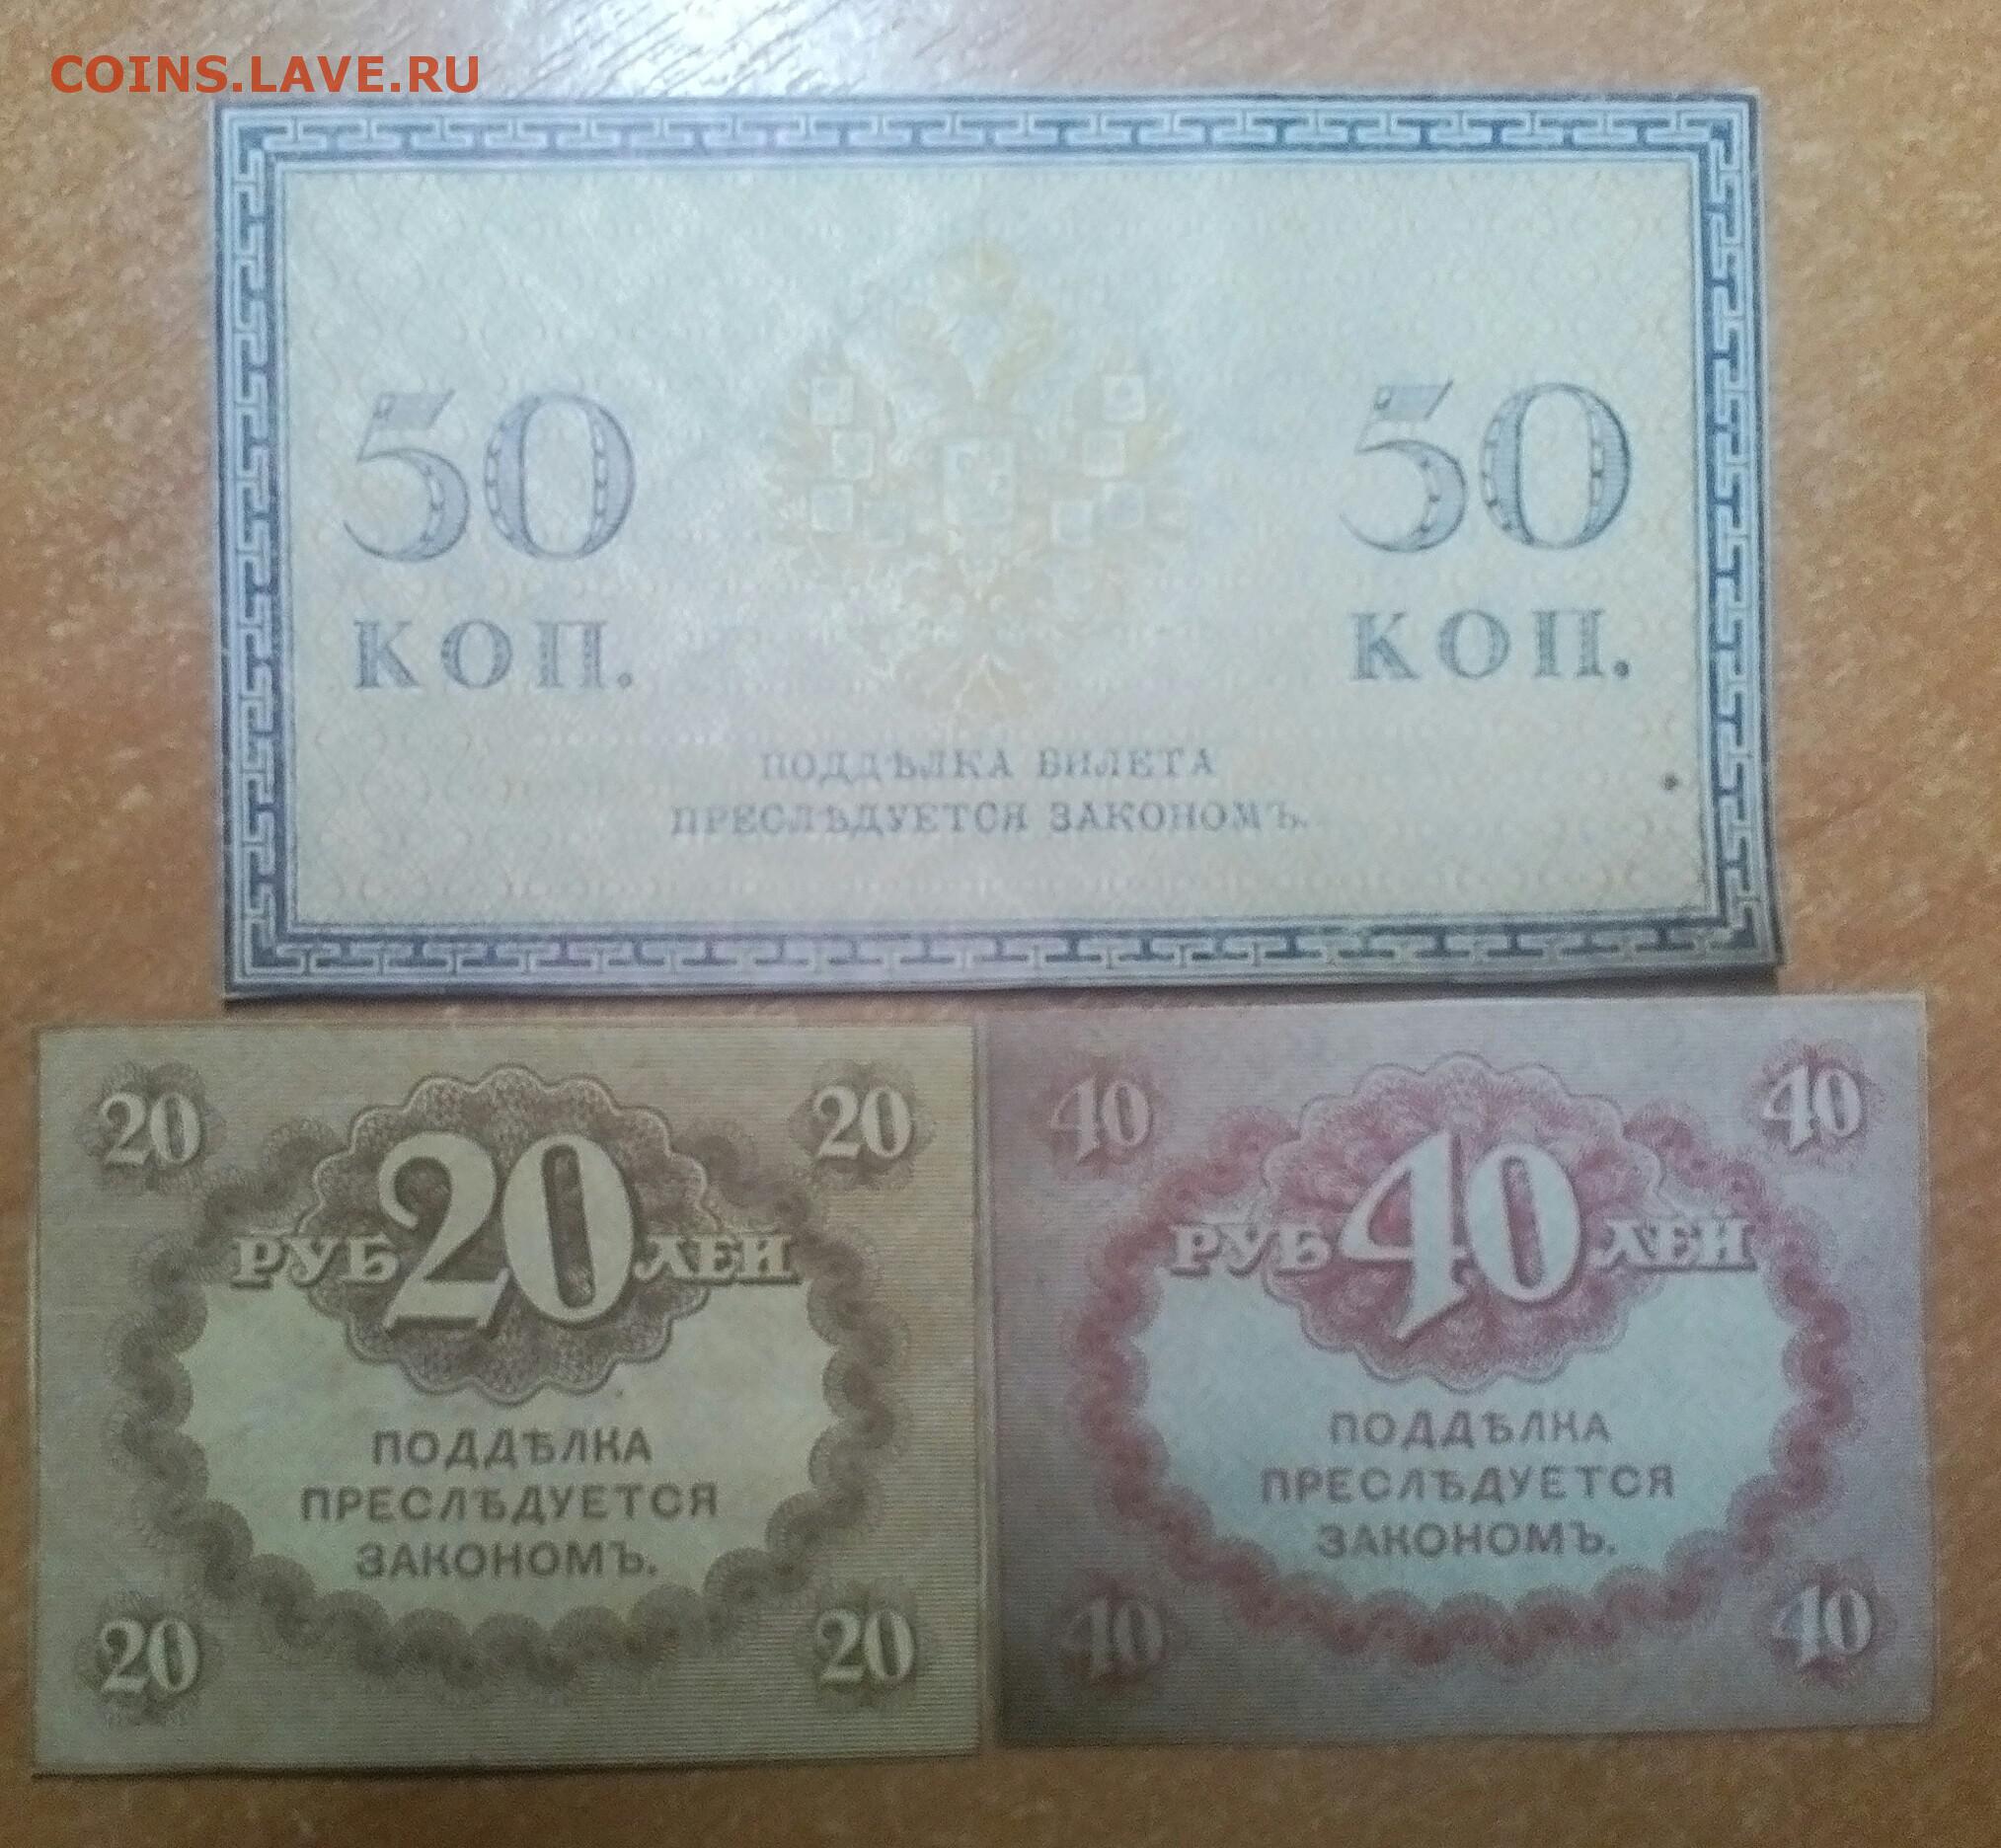 COINS.LAVE.RU
50 50
КОП. КОП.
ПОДДѢЛКА БИЛЕТА
ПРЕСЛѢДУЕТСЯ ЗАКОНОМЪ.
20 20
РУБ 20 ЛЕЙ
ПОДДѢЛКА
ПРЕСЛѢДУЕТСЯ
ЗАКОНОМЪ.
20 20
40 40
РУБ 40 ЛЕЙ
ПОДДѢЛКА
ПРЕСЛѢДУЕТСЯ
ЗАКОНОМЪ.
40 40